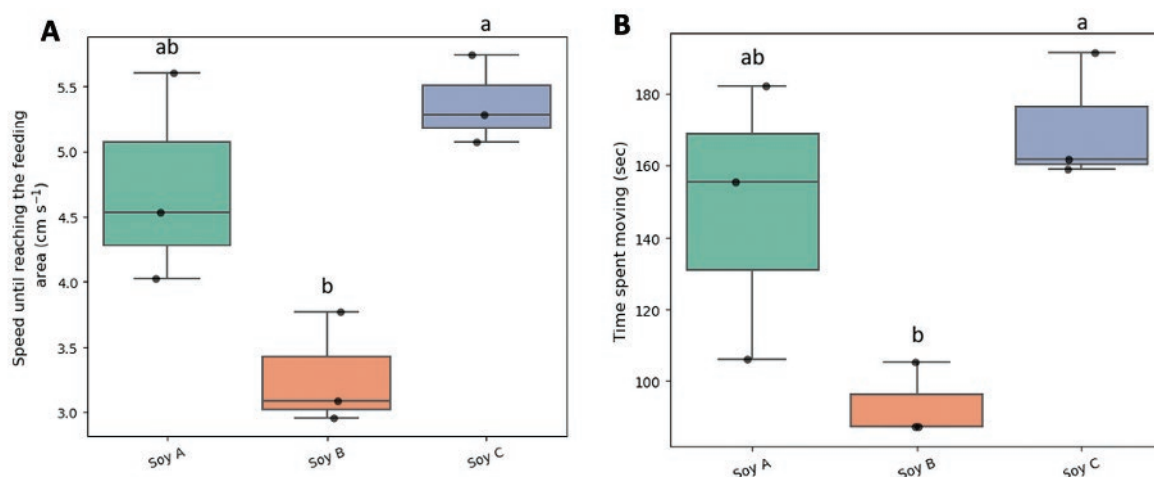 A
ab
a
b
5.5
5.0
4.5
4.0
3.5
3.0
Speed until reaching the feeding
area (cm s⁻¹)
Soy A
Soy B
Soy C
B
ab
a
b
180
160
140
120
100
Time spent moving (sec)
Soy A
Soy B
Soy C